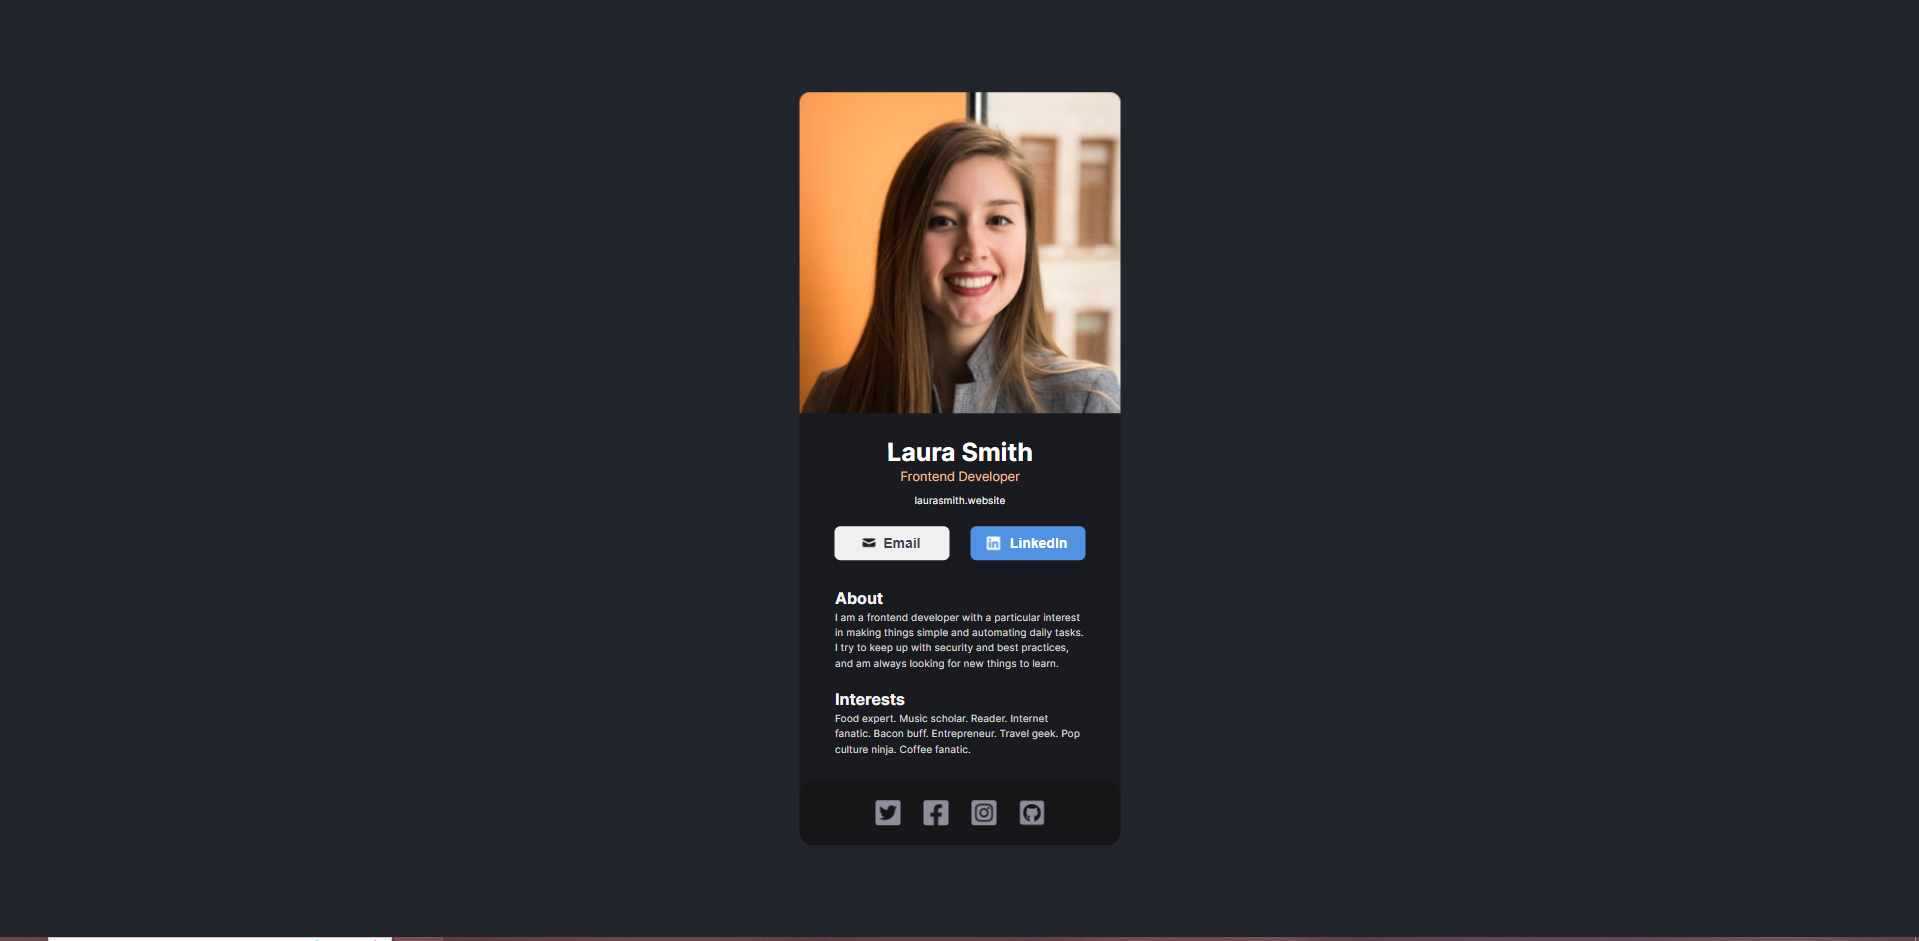 Laura Smith
Frontend Developer
laurasmith.website
Email
LinkedIn
About
I am a frontend developer with a particular interest
in making things simple and automating daily tasks.
I try to keep up with security and best practices,
and am always looking for new things to learn.
Interests
Food expert. Music scholar. Reader. Internet
fanatic. Bacon buff. Entrepreneur. Travel geek. Pop
culture ninja. Coffee fanatic.